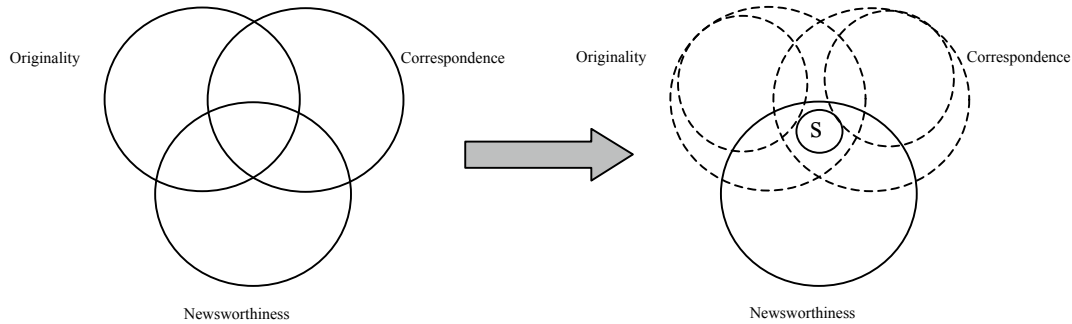 Originality
Correspondence
Newsworthiness
Originality
Correspondence
S
Newsworthiness